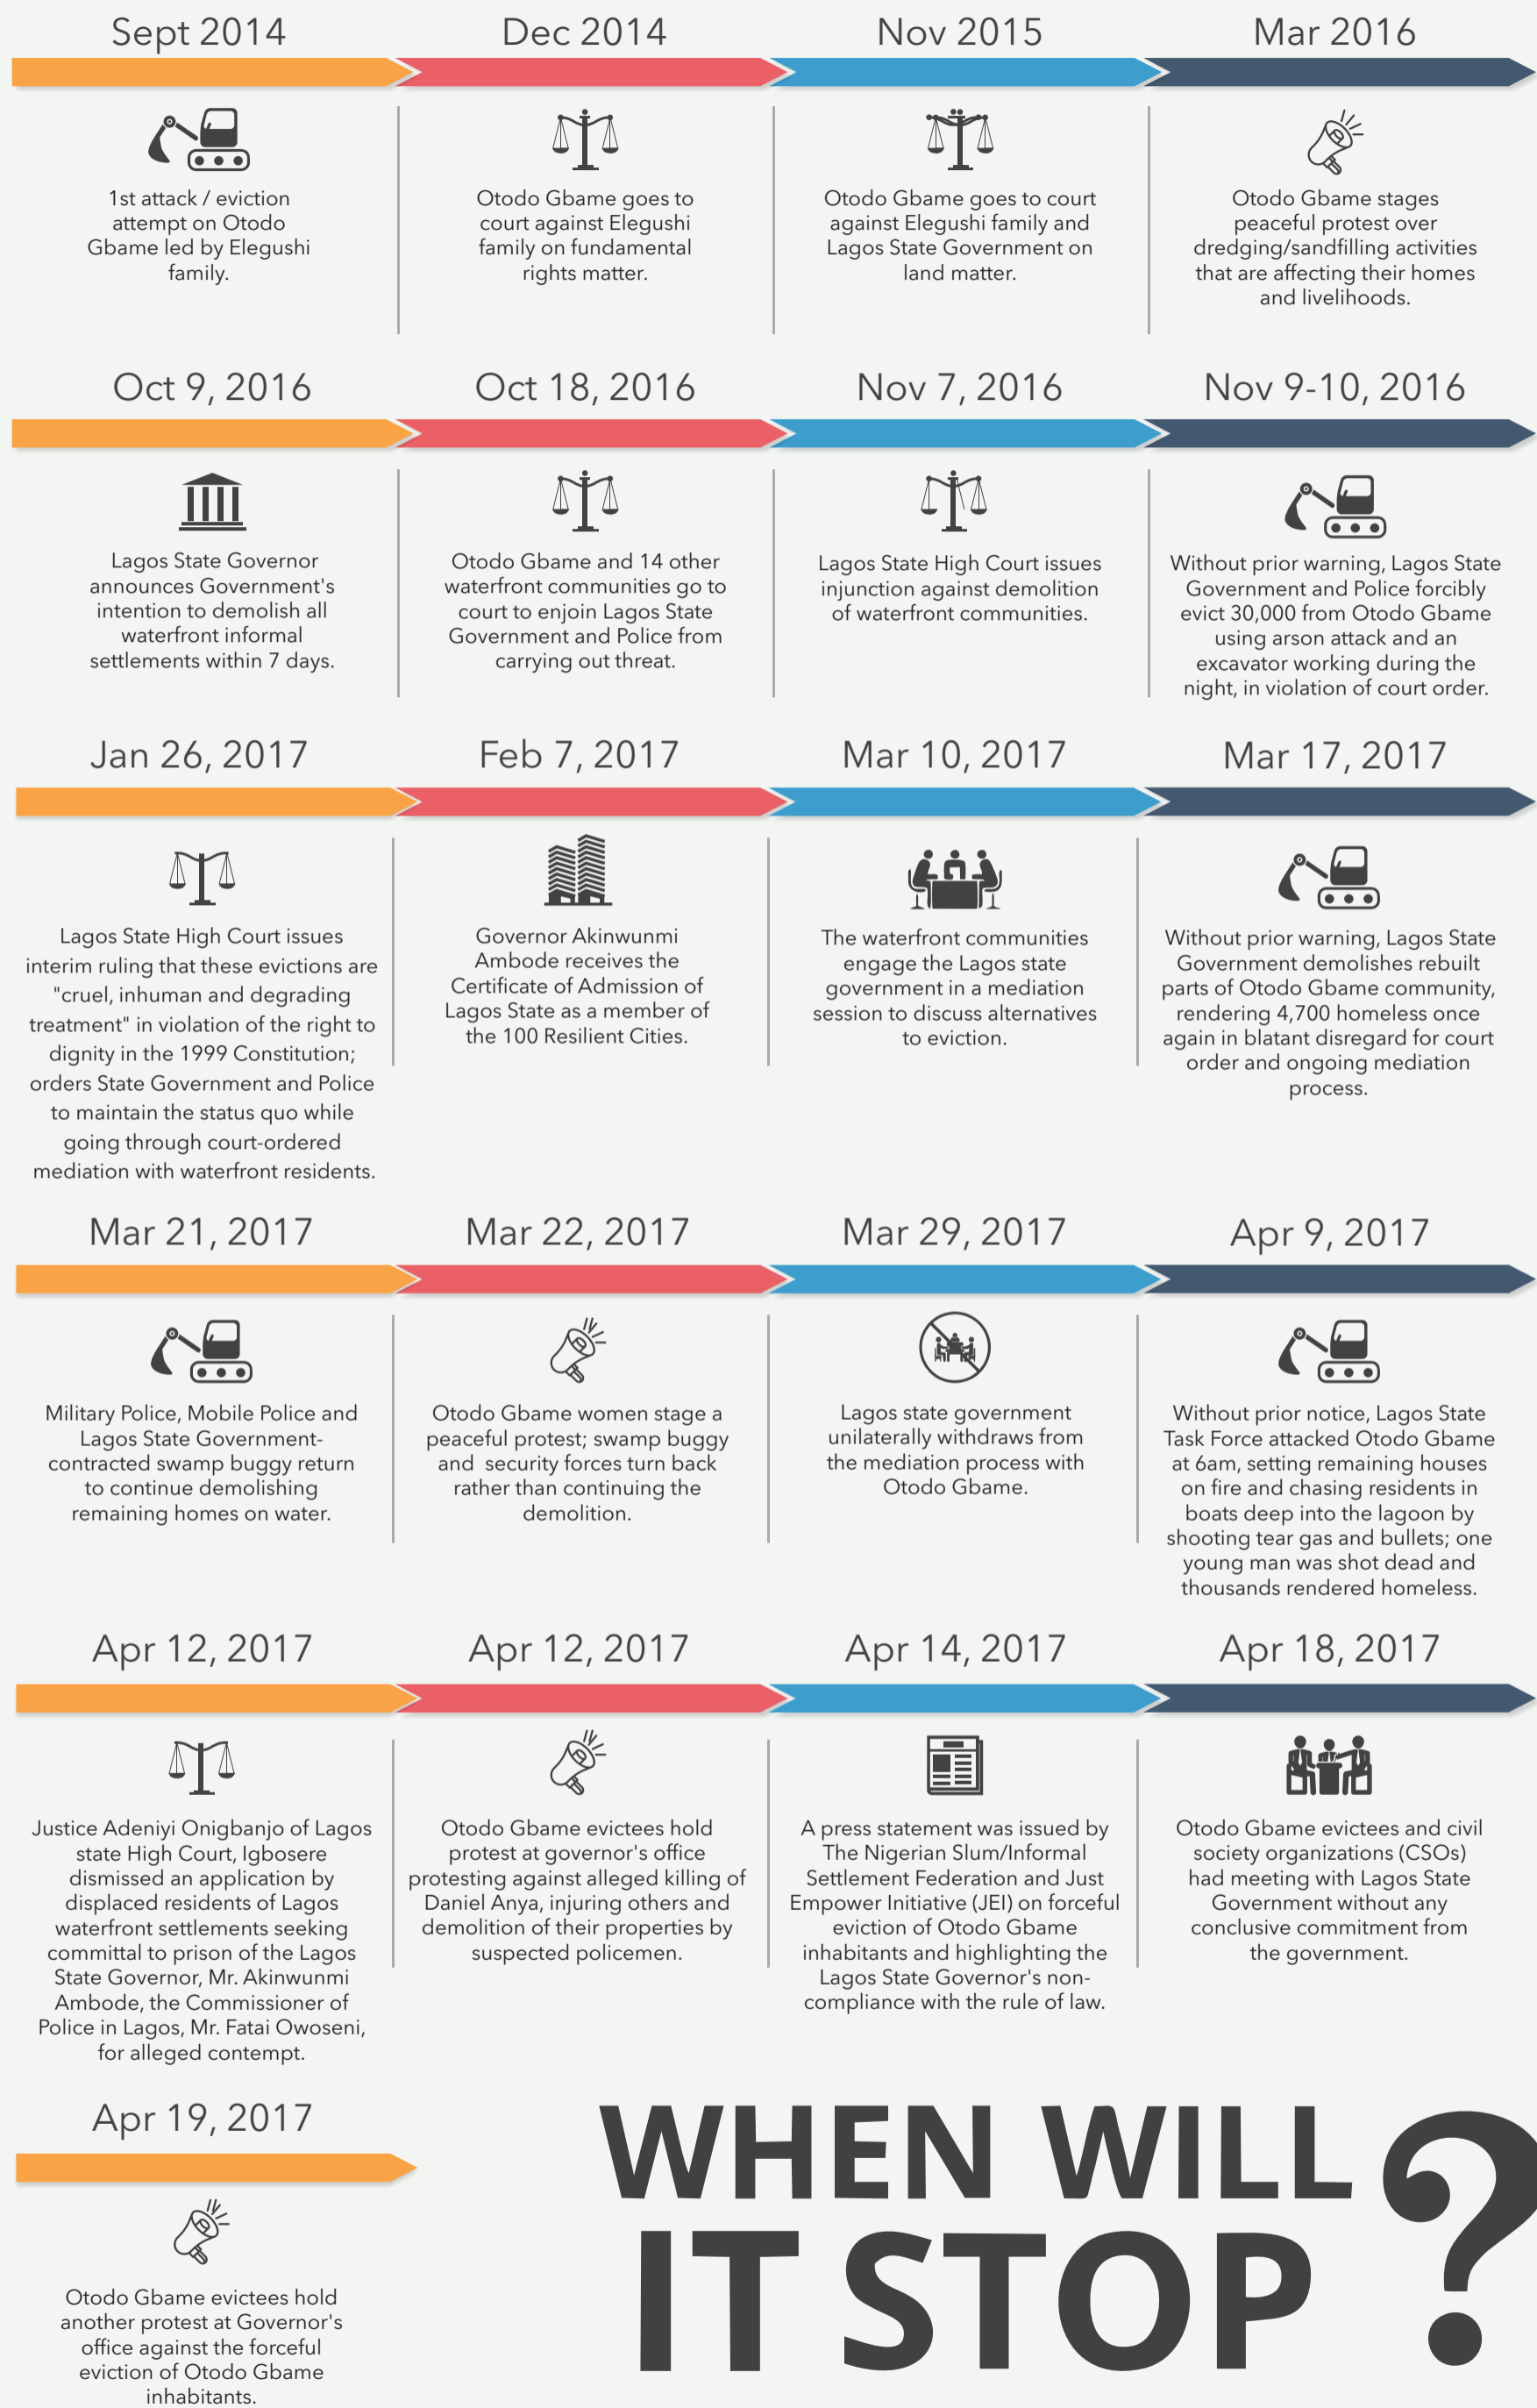 Sept 2014
1st attack / eviction
attempt on Otodo
Gbame led by Elegushi
family.
Dec 2014
Otodo Gbame goes to
court against Elegushi
family on fundamental
rights matter.
Nov 2015
Otodo Gbame goes to court
against Elegushi family and
Lagos State Government on
land matter.
Mar 2016
Otodo Gbame stages
peaceful protest over
dredging/sandfilling activities
that are affecting their homes
and livelihoods.
Oct 9, 2016
Lagos State Governor
announces Government's
intention to demolish all
waterfront informal
settlements within 7 days.
Oct 18, 2016
Otodo Gbame and 14 other
waterfront communities go to
court to enjoin Lagos State
Government and Police from
carrying out threat.
Nov 7, 2016
Lagos State High Court issues
injunction against demolition
of waterfront communities.
Nov 9-10, 2016
Without prior warning, Lagos State
Government and Police forcibly
evict 30,000 from Otodo Gbame
using arson attack and an
excavator working during the
night, in violation of court order.
Jan 26, 2017
Lagos State High Court issues
interim ruling that these evictions are
"cruel, inhuman and degrading
treatment" in violation of the right to
dignity in the 1999 Constitution;
orders State Government and Police
to maintain the status quo while
going through court-ordered
mediation with waterfront residents.
Feb 7, 2017
Governor Akinwunmi
Ambode receives the
Certificate of Admission of
Lagos State as a member of
the 100 Resilient Cities.
Mar 10, 2017
The waterfront communities
engage the Lagos state
government in a mediation
session to discuss alternatives
to eviction.
Mar 17, 2017
Without prior warning, Lagos State
Government demolishes rebuilt
parts of Otodo Gbame community,
rendering 4,700 homeless once
again in blatant disregard for court
order and ongoing mediation
process.
Mar 21, 2017
Military Police, Mobile Police and
Lagos State Government-
contracted swamp buggy return
to continue demolishing
remaining homes on water.
Mar 22, 2017
Otodo Gbame women stage a
peaceful protest; swamp buggy
and security forces turn back
rather than continuing the
demolition.
Mar 29, 2017
Lagos state government
unilaterally withdraws from
the mediation process with
Otodo Gbame.
Apr 9, 2017
Without prior notice, Lagos State
Task Force attacked Otodo Gbame
at 6am, setting remaining houses
on fire and chasing residents in
boats deep into the lagoon by
shooting tear gas and bullets; one
young man was shot dead and
thousands rendered homeless.
Apr 12, 2017
Justice Adeniyi Onigbanjo of Lagos
state High Court, Igbosere
dismissed an application by
displaced residents of Lagos
waterfront settlements seeking
committal to prison of the Lagos
State Governor, Mr. Akinwunmi
Ambode, the Commissioner of
Police in Lagos, Mr. Fatai Owoseni,
for alleged contempt.
Apr 12, 2017
Otodo Gbame evictees hold
protest at governor's office
protesting against alleged killing of
Daniel Anya, injuring others and
demolition of their properties by
suspected policemen.
Apr 14, 2017
A press statement was issued by
The Nigerian Slum/Informal
Settlement Federation and Just
Empower Initiative (JEI) on forceful
eviction of Otodo Gbame
inhabitants and highlighting the
Lagos State Governor's non-
compliance with the rule of law.
Apr 18, 2017
Otodo Gbame evictees and civil
society organizations (CSOs)
had meeting with Lagos State
Government without any
conclusive commitment from
the government.
Apr 19, 2017
Otodo Gbame evictees hold
another protest at Governor's
office against the forceful
eviction of Otodo Gbame
inhabitants.
WHEN WILL
IT STOP?